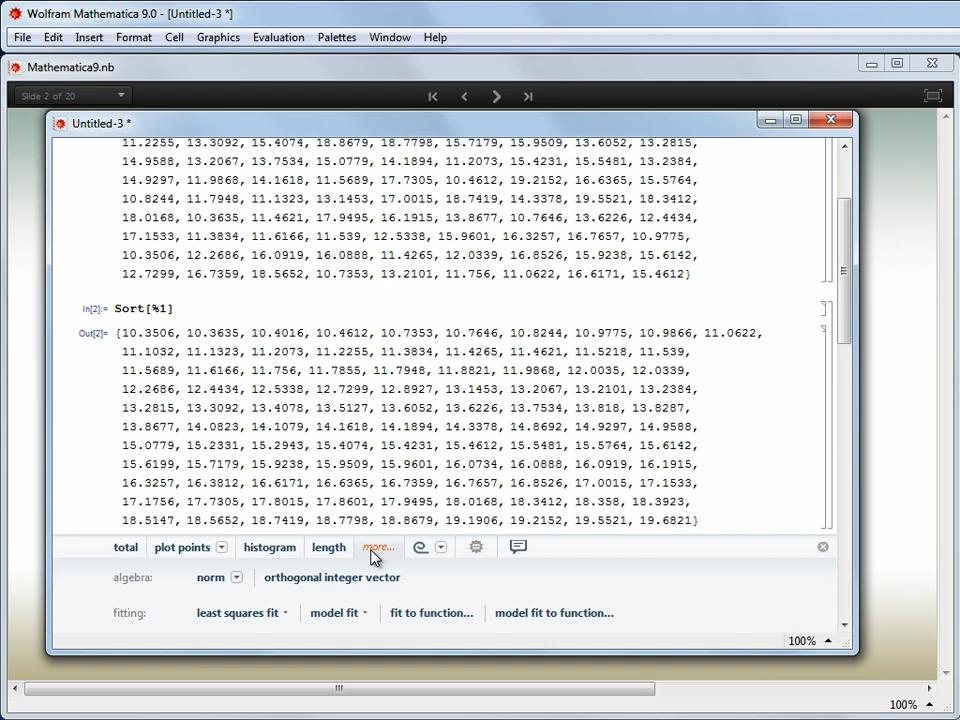 Wolfram Mathematica 9.0 - [Untitled-3 *]
File Edit Insert Format Cell Graphics Evaluation Palettes Window Help
Mathematica9.nb
Slide 2 of 20
Untitled-3 *
11.2255, 13.3092, 15.4074, 18.8679, 18.7798, 15.7179, 15.9509, 13.6052, 13.2815,
14.9588, 13.2067, 13.7534, 15.0779, 14.1894, 11.2073, 15.4231, 15.5481, 13.2384,
14.9297, 11.9868, 14.1618, 11.5689, 17.7305, 10.4612, 19.2152, 16.6365, 15.5764,
10.8244, 11.7948, 11.1323, 13.1453, 17.0015, 18.7419, 14.3378, 19.5521, 18.3412,
18.0168, 10.3635, 11.4621, 17.9495, 16.1915, 13.8677, 10.7646, 13.6226, 12.4434,
17.1533, 11.3834, 11.6166, 11.539, 12.5338, 15.9601, 16.3257, 16.7657, 10.9775,
10.3506, 12.2686, 16.0919, 16.0888, 11.4265, 12.0339, 16.8526, 15.9238, 15.6142,
12.7299, 16.7359, 18.5652, 10.7353, 13.2101, 11.756, 11.0622, 16.6171, 15.4612}
In[2]:= Sort[%1]
Out[2]= {10.3506, 10.3635, 10.4016, 10.4612, 10.7353, 10.7646, 10.8244, 10.9775, 10.9866, 11.0622,
11.1032, 11.1323, 11.2073, 11.2255, 11.3834, 11.4265, 11.4621, 11.5218, 11.539,
11.5689, 11.6166, 11.756, 11.7855, 11.7948, 11.8821, 11.9868, 12.0035, 12.0339,
12.2686, 12.4434, 12.5338, 12.7299, 12.8927, 13.1453, 13.2067, 13.2101, 13.2384,
13.2815, 13.3092, 13.4078, 13.5127, 13.6052, 13.6226, 13.7534, 13.818, 13.8287,
13.8677, 14.0823, 14.1079, 14.1618, 14.1894, 14.3378, 14.8692, 14.9297, 14.9588,
15.0779, 15.2331, 15.2943, 15.4074, 15.4231, 15.4612, 15.5481, 15.5764, 15.6142,
15.6199, 15.7179, 15.9238, 15.9509, 15.9601, 16.0734, 16.0888, 16.0919, 16.1915,
16.3257, 16.3812, 16.6171, 16.6365, 16.7359, 16.7657, 16.8526, 17.0015, 17.1533,
17.1756, 17.7305, 17.8015, 17.8601, 17.9495, 18.0168, 18.3412, 18.358, 18.3923,
18.5147, 18.5652, 18.7419, 18.7798, 18.8679, 19.1906, 19.2152, 19.5521, 19.6821}
total plot points histogram length more...
algebra: norm orthogonal integer vector
fitting: least squares fit model fit fit to function... model fit to function...
100%
100%